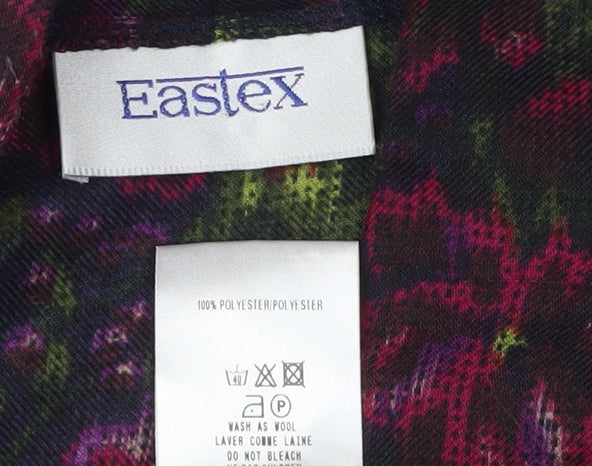 Eastex
100% POLYESTER/POLYESTER
40
P
WASH AS WOOL
LAVER COMME LAINE
DO NOT BLEACH